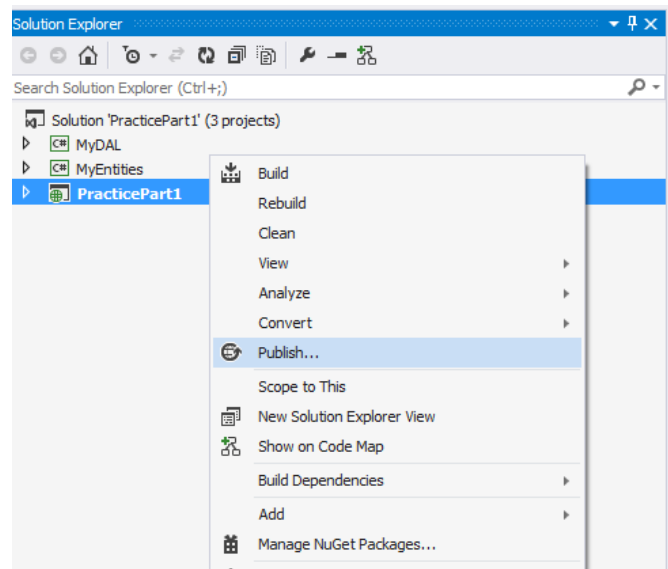 Solution Explorer
Search Solution Explorer (Ctrl+;)
Solution 'PracticePart1' (3 projects)
C# MyDAL
C# MyEntities
PracticePart1
Build
Rebuild
Clean
View
Analyze
Convert
Publish...
Scope to This
New Solution Explorer View
Show on Code Map
Build Dependencies
Add
Manage NuGet Packages...